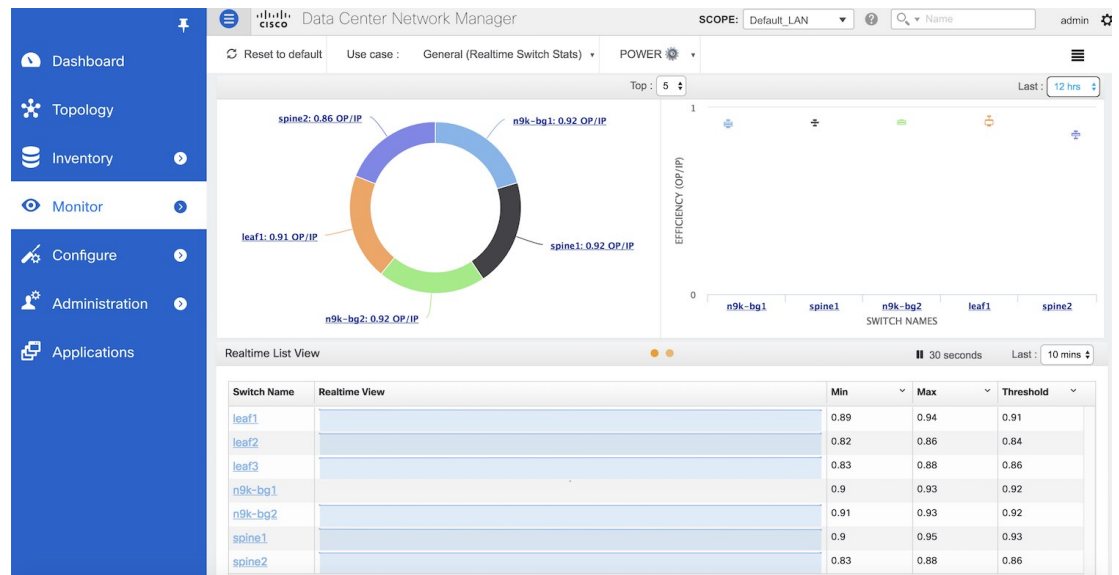 cisco Data Center Network Manager SCOPE: Default_LAN Name admin
Dashboard
Topology
Inventory
Monitor
Configure
Administration
Applications
Reset to default Use case : General (Realtime Switch Stats) POWER
Top : 5 Last : 12 hrs
spine2: 0.86 OP/IP
n9k-bg1: 0.92 OP/IP
leaf1: 0.91 OP/IP
spine1: 0.92 OP/IP
n9k-bg2: 0.92 OP/IP
1
EFFICIENCY (OP/IP)
0
n9k-bg1 spine1 n9k-bg2 leaf1 spine2
SWITCH NAMES
Realtime List View 30 seconds Last : 10 mins
Switch Name Realtime View Min Max Threshold
leaf1 0.89 0.94 0.91
leaf2 0.82 0.86 0.84
leaf3 0.83 0.88 0.86
n9k-bg1 0.9 0.93 0.92
n9k-bg2 0.91 0.93 0.92
spine1 0.9 0.95 0.93
spine2 0.83 0.88 0.86